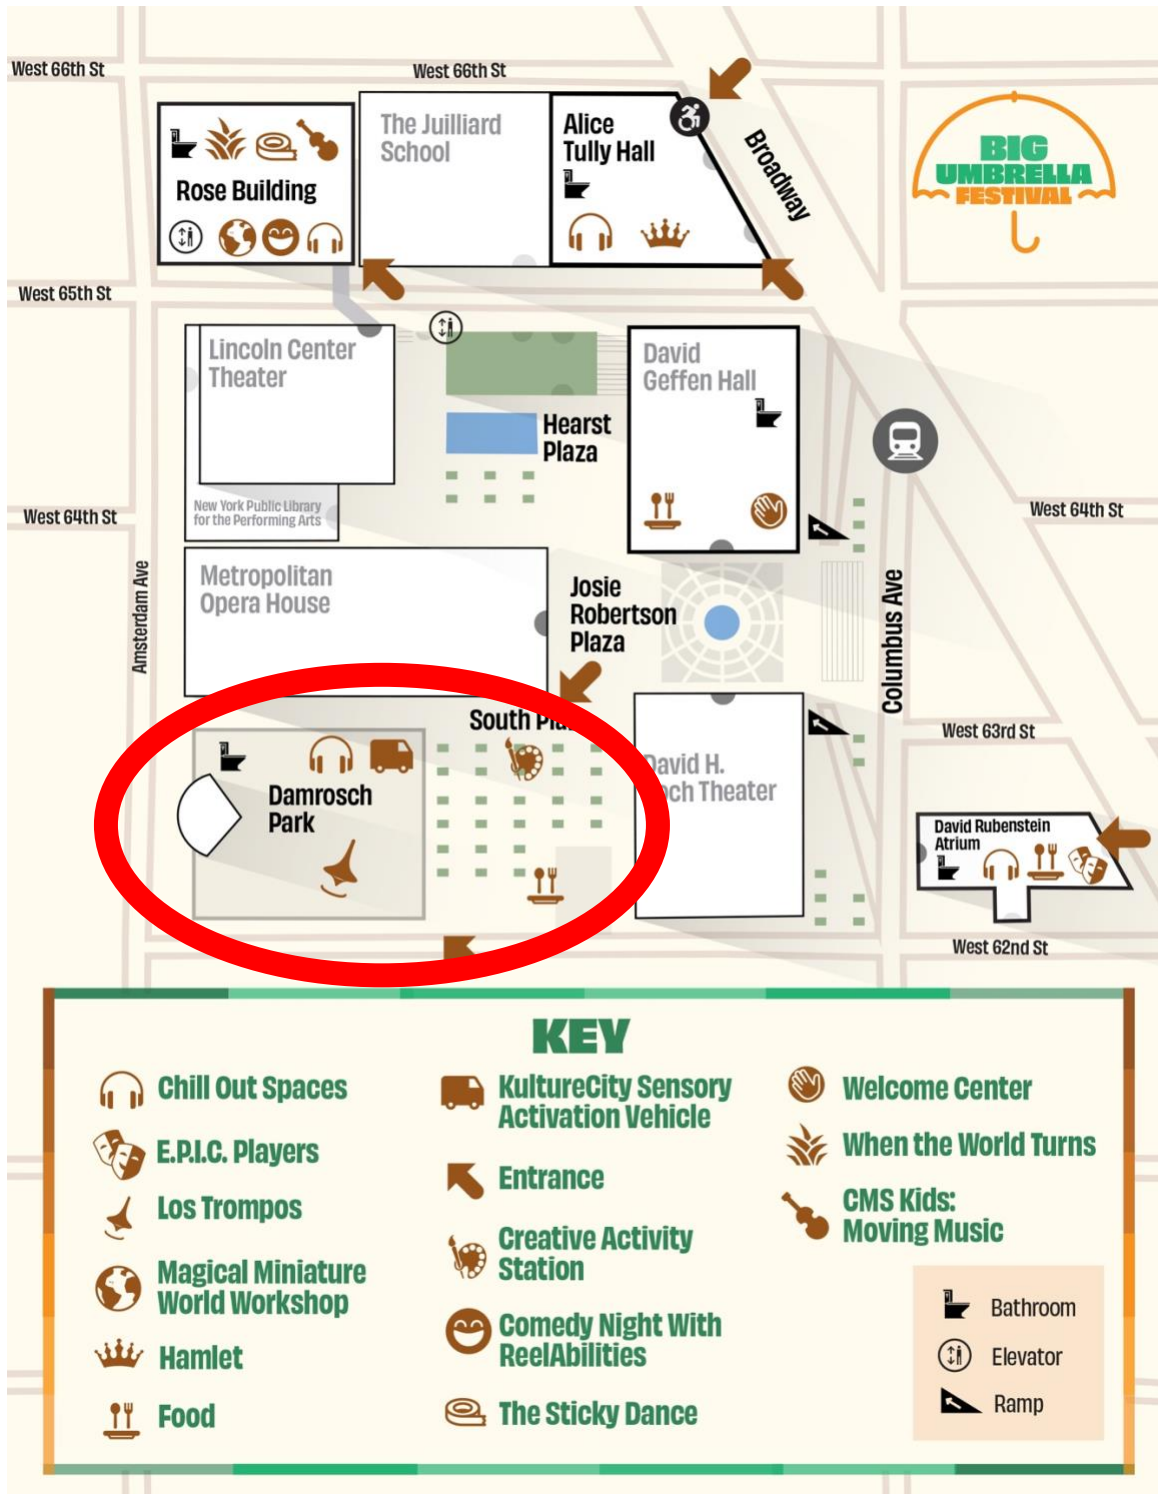 West 66th St
West 66th St
The Juilliard
School
Alice
Tully Hall
Broadway
BIG
UMBRELLA
FESTIVAL
Rose Building
West 65th St
Lincoln Center
Theater
David
Geffen Hall
Hearst
Plaza
New York Public Library
for the Performing Arts
West 64th St
West 64th St
Metropolitan
Opera House
Josie
Robertson
Plaza
Amsterdam Ave
Columbus Ave
South
West 63rd St
David H.
Theater
Damrosch
Park
David Rubenstein
Atrium
West 62nd St
KEY
Chill Out Spaces
E.P.I.C. Players
Los Trompos
Magical Miniature
World Workshop
Hamlet
Food
KultureCity Sensory
Activation Vehicle
Entrance
Creative Activity
Station
Comedy Night With
ReelAbilities
The Sticky Dance
Welcome Center
When the World Turns
CMS Kids:
Moving Music
Bathroom
Elevator
Ramp